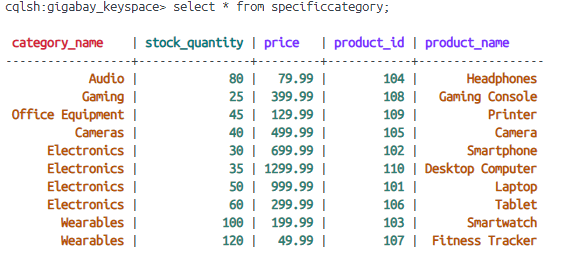 cqlsh:gigabay_keyspace> select * from specificcategory;
category_name | stock_quantity | price | product_id | product_name
---------------+----------------+---------+------------+------------------
Audio | 80 | 79.99 | 104 | Headphones
Gaming | 25 | 399.99 | 108 | Gaming Console
Office Equipment | 45 | 129.99 | 109 | Printer
Cameras | 40 | 499.99 | 105 | Camera
Electronics | 30 | 699.99 | 102 | Smartphone
Electronics | 35 | 1299.99 | 110 | Desktop Computer
Electronics | 50 | 999.99 | 101 | Laptop
Electronics | 60 | 299.99 | 106 | Tablet
Wearables | 100 | 199.99 | 103 | Smartwatch
Wearables | 120 | 49.99 | 107 | Fitness Tracker